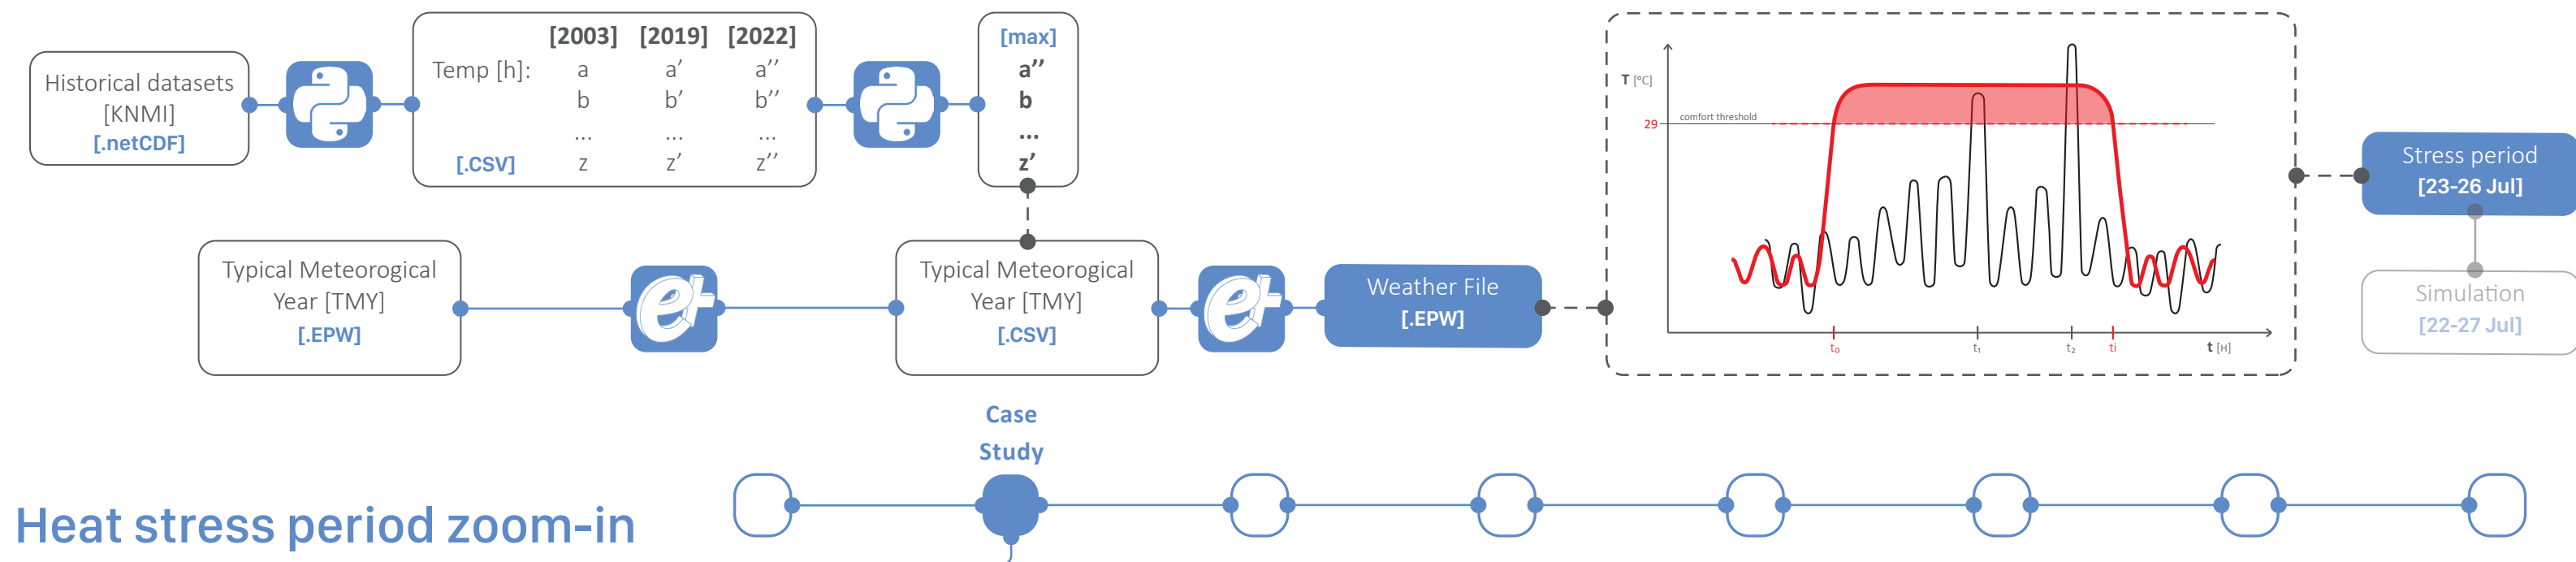 Historical datasets
[KNMI]
[.netCDF]
[2003] [2019] [2022]
Temp [h]: a a’ a’’
b b’ b’’
... ... ...
[.CSV] z z’ z’’
[max]
a’’
b
...
z’
Typical Meteorogical
Year [TMY]
[.EPW]
Typical Meteorogical
Year [TMY]
[.CSV]
Weather File
[.EPW]
T [°C]
comfort threshold
29
t₀ t₁ t₂ ti t [H]
Stress period
[23-26 Jul]
Simulation
[22-27 Jul]
Case
Study
Heat stress period zoom-in